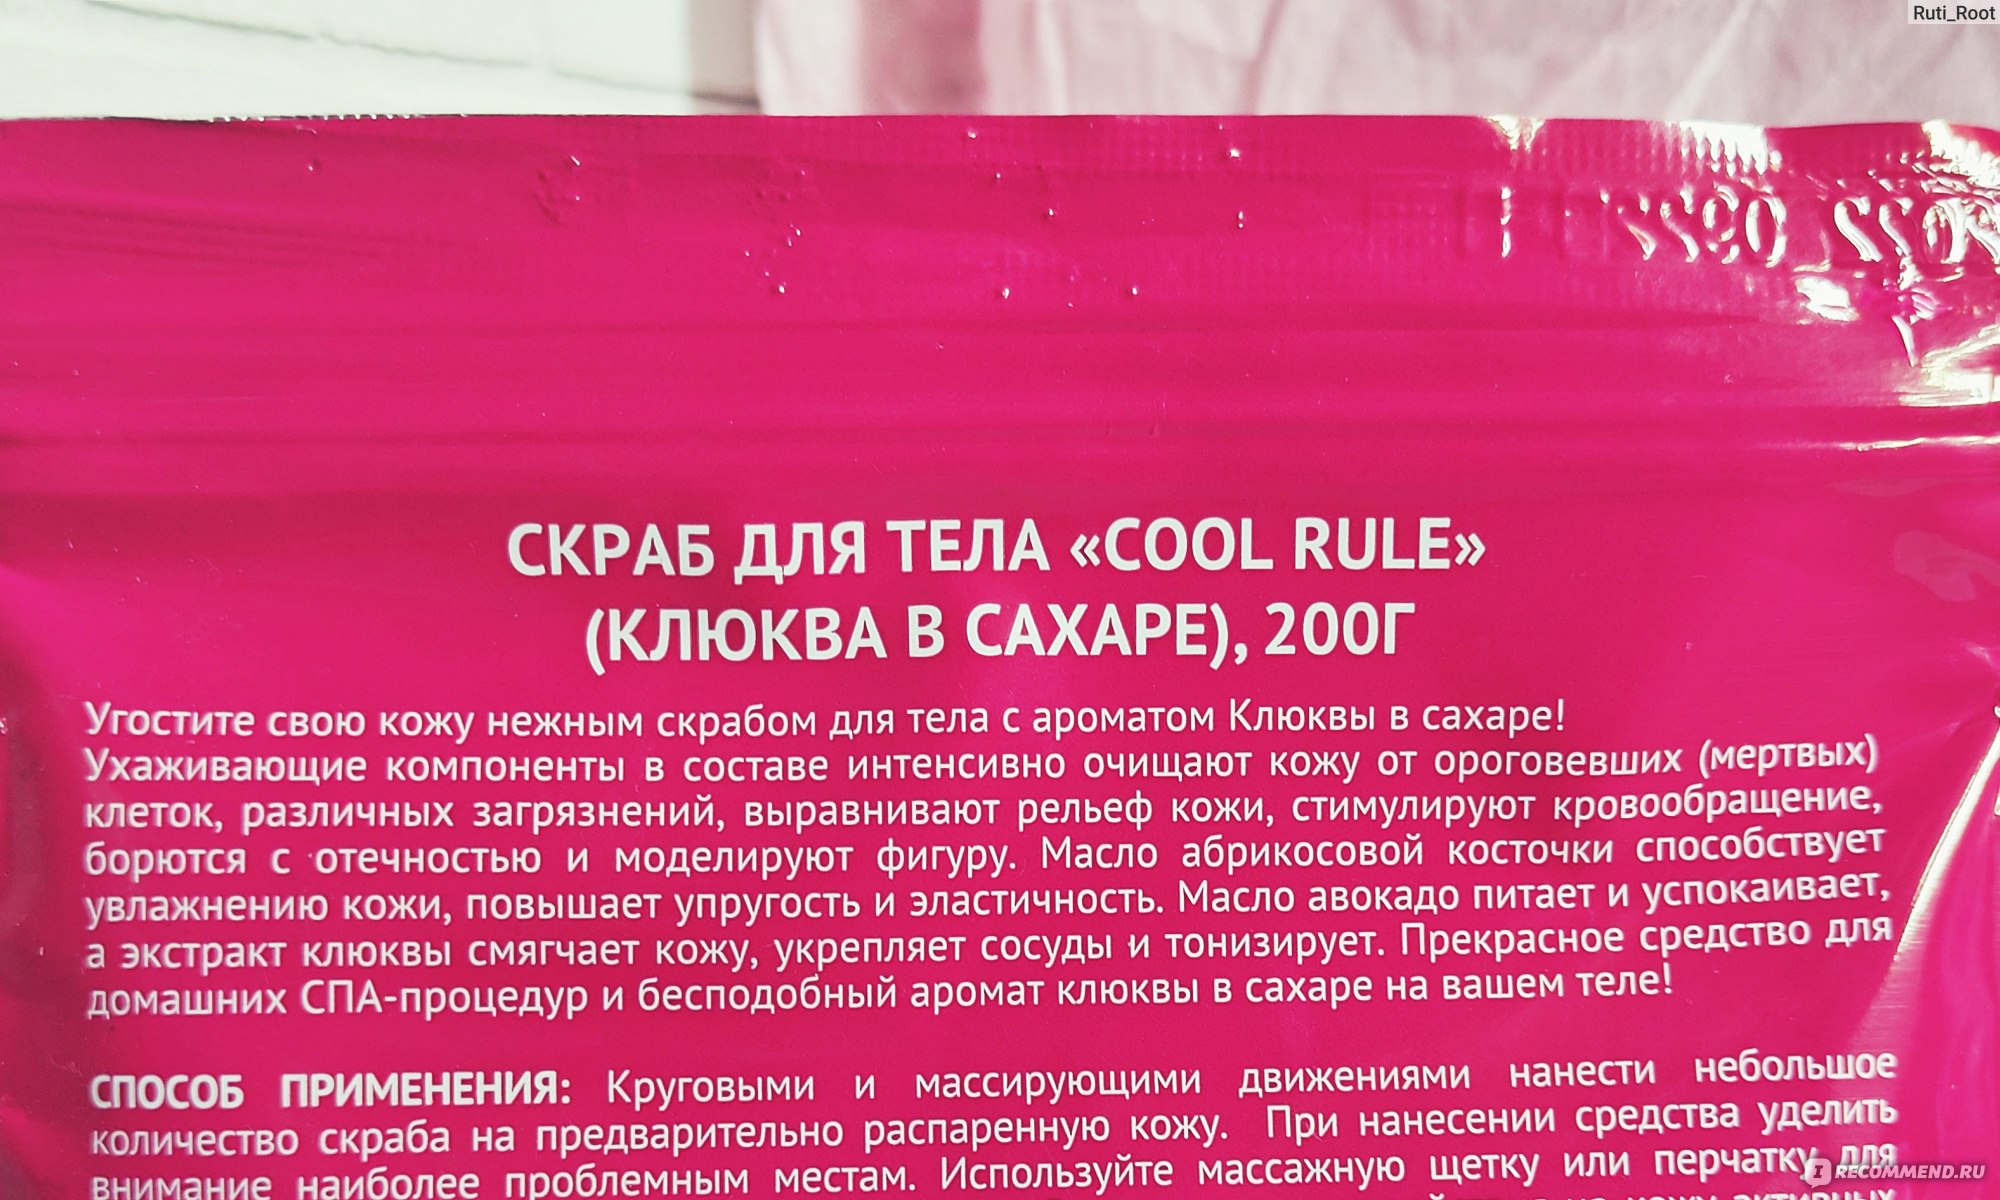 Ruti_Root
СКРАБ ДЛЯ ТЕЛА «COOL RULE»
(КЛЮКВА В САХАРЕ), 200Г
Угостите свою кожу нежным скрабом для тела с ароматом Клюквы в сахаре!
Ухаживающие компоненты в составе интенсивно очищают кожу от ороговевших (мертвых)
клеток, различных загрязнений, выравнивают рельеф кожи, стимулируют кровообращение,
борются с отечностью и моделируют фигуру. Масло абрикосовой косточки способствует
увлажнению кожи, повышает упругость и эластичность. Масло авокадо питает и успокаивает,
а экстракт клюквы смягчает кожу, укрепляет сосуды и тонизирует. Прекрасное средство для
домашних СПА-процедур и бесподобный аромат клюквы в сахаре на вашем теле!
СПОСОБ ПРИМЕНЕНИЯ: Круговыми и массирующими движениями нанести небольшое
количество скраба на предварительно распаренную кожу. При нанесении средства уделить
внимание наиболее проблемным местам. Используйте массажную щетку или перчатку для
IRECOMMEND.RU